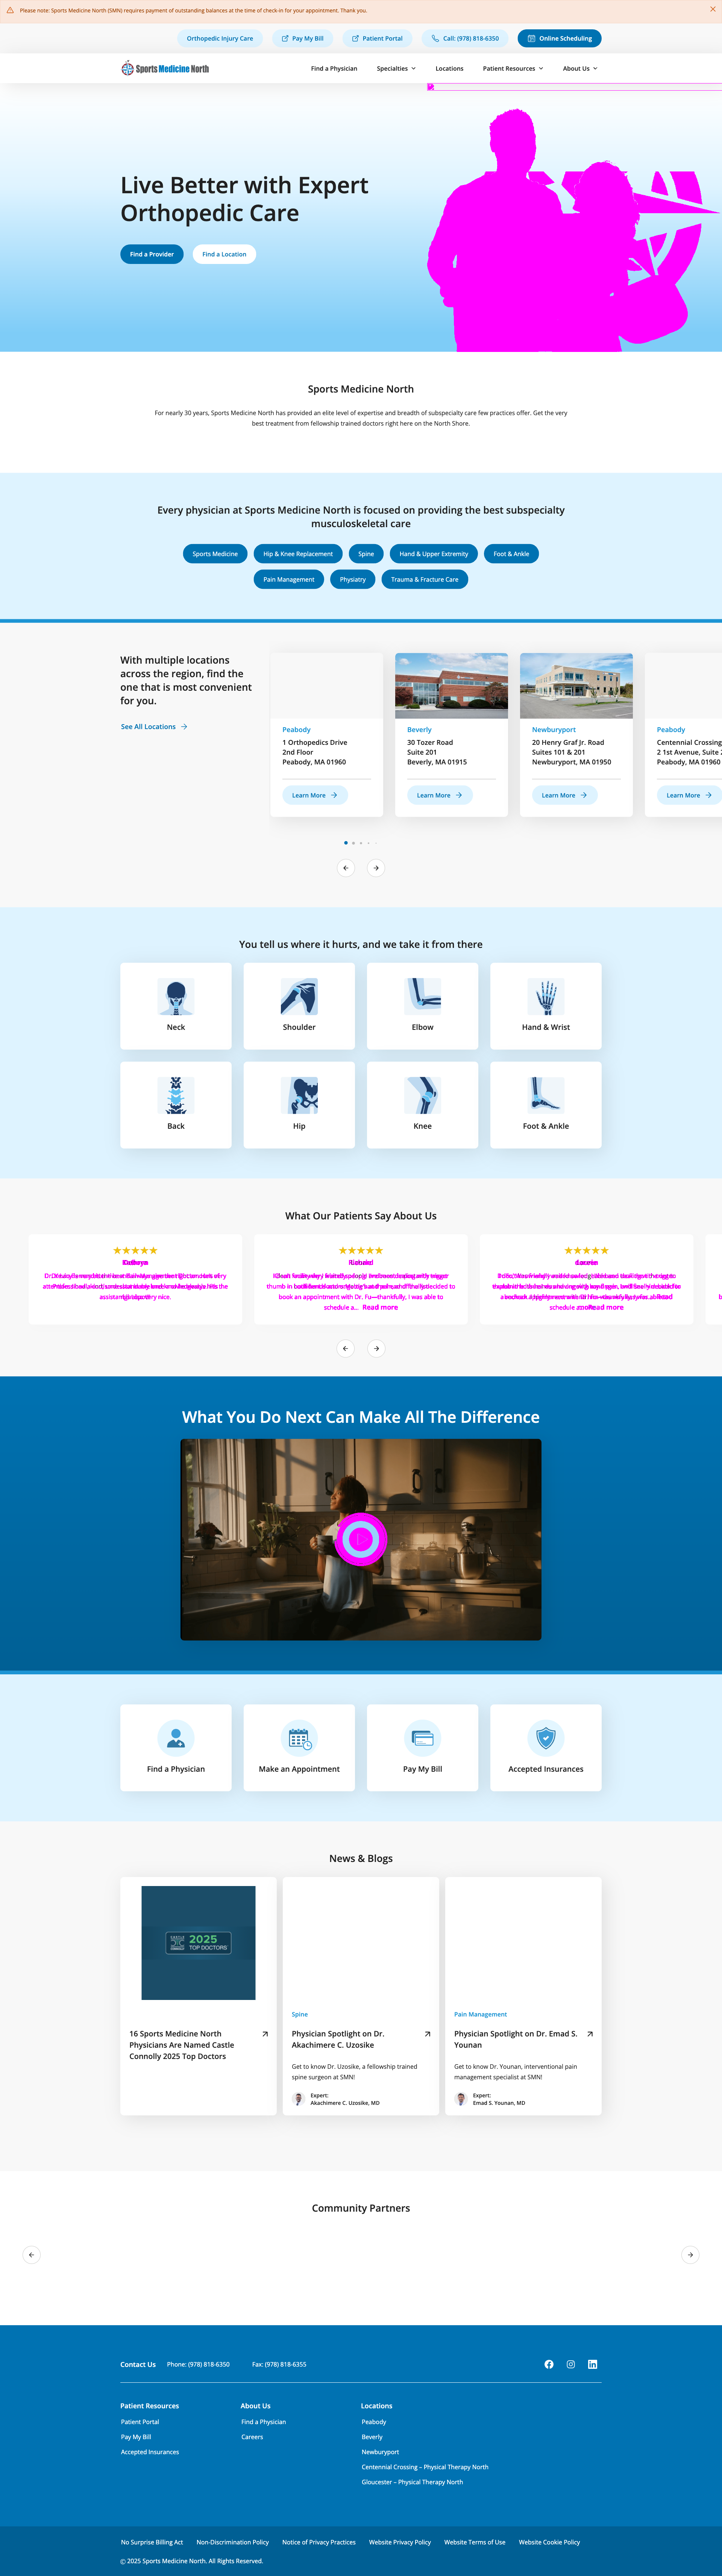 Please note: Sports Medicine North (SMN) requires payment of outstanding balances at the time of check-in for your appointment. Thank you.
Orthopedic Injury Care
Pay My Bill
Patient Portal
Call: (978) 818-6350
Online Scheduling
Sports Medicine North
Find a Physician
Specialties
Locations
Patient Resources
About Us
Live Better with Expert
Orthopedic Care
Find a Provider
Find a Location
Sports Medicine North
For nearly 30 years, Sports Medicine North has provided an elite level of expertise and breadth of subspecialty care few practices offer. Get the very
best treatment from fellowship trained doctors right here on the North Shore.
Every physician at Sports Medicine North is focused on providing the best subspecialty
musculoskeletal care
Sports Medicine
Hip & Knee Replacement
Spine
Hand & Upper Extremity
Foot & Ankle
Pain Management
Physiatry
Trauma & Fracture Care
With multiple locations
across the region, find the
one that is most convenient
for you.
See All Locations
Peabody
1 Orthopedics Drive
2nd Floor
Peabody, MA 01960
Learn More
Beverly
30 Tozer Road
Suite 201
Beverly, MA 01915
Learn More
Newburyport
20 Henry Graf Jr. Road
Suites 101 & 201
Newburyport, MA 01950
Learn More
Peabody
Centennial Crossing
2 1st Avenue, Suite
Peabody, MA 01960
Learn More
You tell us where it hurts, and we take it from there
Neck
Shoulder
Elbow
Hand & Wrist
Back
Hip
Knee
Foot & Ankle
What Our Patients Say About Us
book an appointment with Dr. Fu—thankfully, I was able to
schedule a... Read more
What You Do Next Can Make All The Difference
Find a Physician
Make an Appointment
Pay My Bill
Accepted Insurances
News & Blogs
2025
TOP DOCTORS
16 Sports Medicine North
Physicians Are Named Castle
Connolly 2025 Top Doctors
Spine
Physician Spotlight on Dr.
Akachimere C. Uzosike
Get to know Dr. Uzosike, a fellowship trained
spine surgeon at SMN!
Expert:
Akachimere C. Uzosike, MD
Pain Management
Physician Spotlight on Dr. Emad S.
Younan
Get to know Dr. Younan, interventional pain
management specialist at SMN!
Expert:
Emad S. Younan, MD
Community Partners
Contact Us
Phone: (978) 818-6350
Fax: (978) 818-6355
Patient Resources
Patient Portal
Pay My Bill
Accepted Insurances
About Us
Find a Physician
Careers
Locations
Peabody
Beverly
Newburyport
Centennial Crossing – Physical Therapy North
Gloucester – Physical Therapy North
No Surprise Billing Act
Non-Discrimination Policy
Notice of Privacy Practices
Website Privacy Policy
Website Terms of Use
Website Cookie Policy
© 2025 Sports Medicine North. All Rights Reserved.